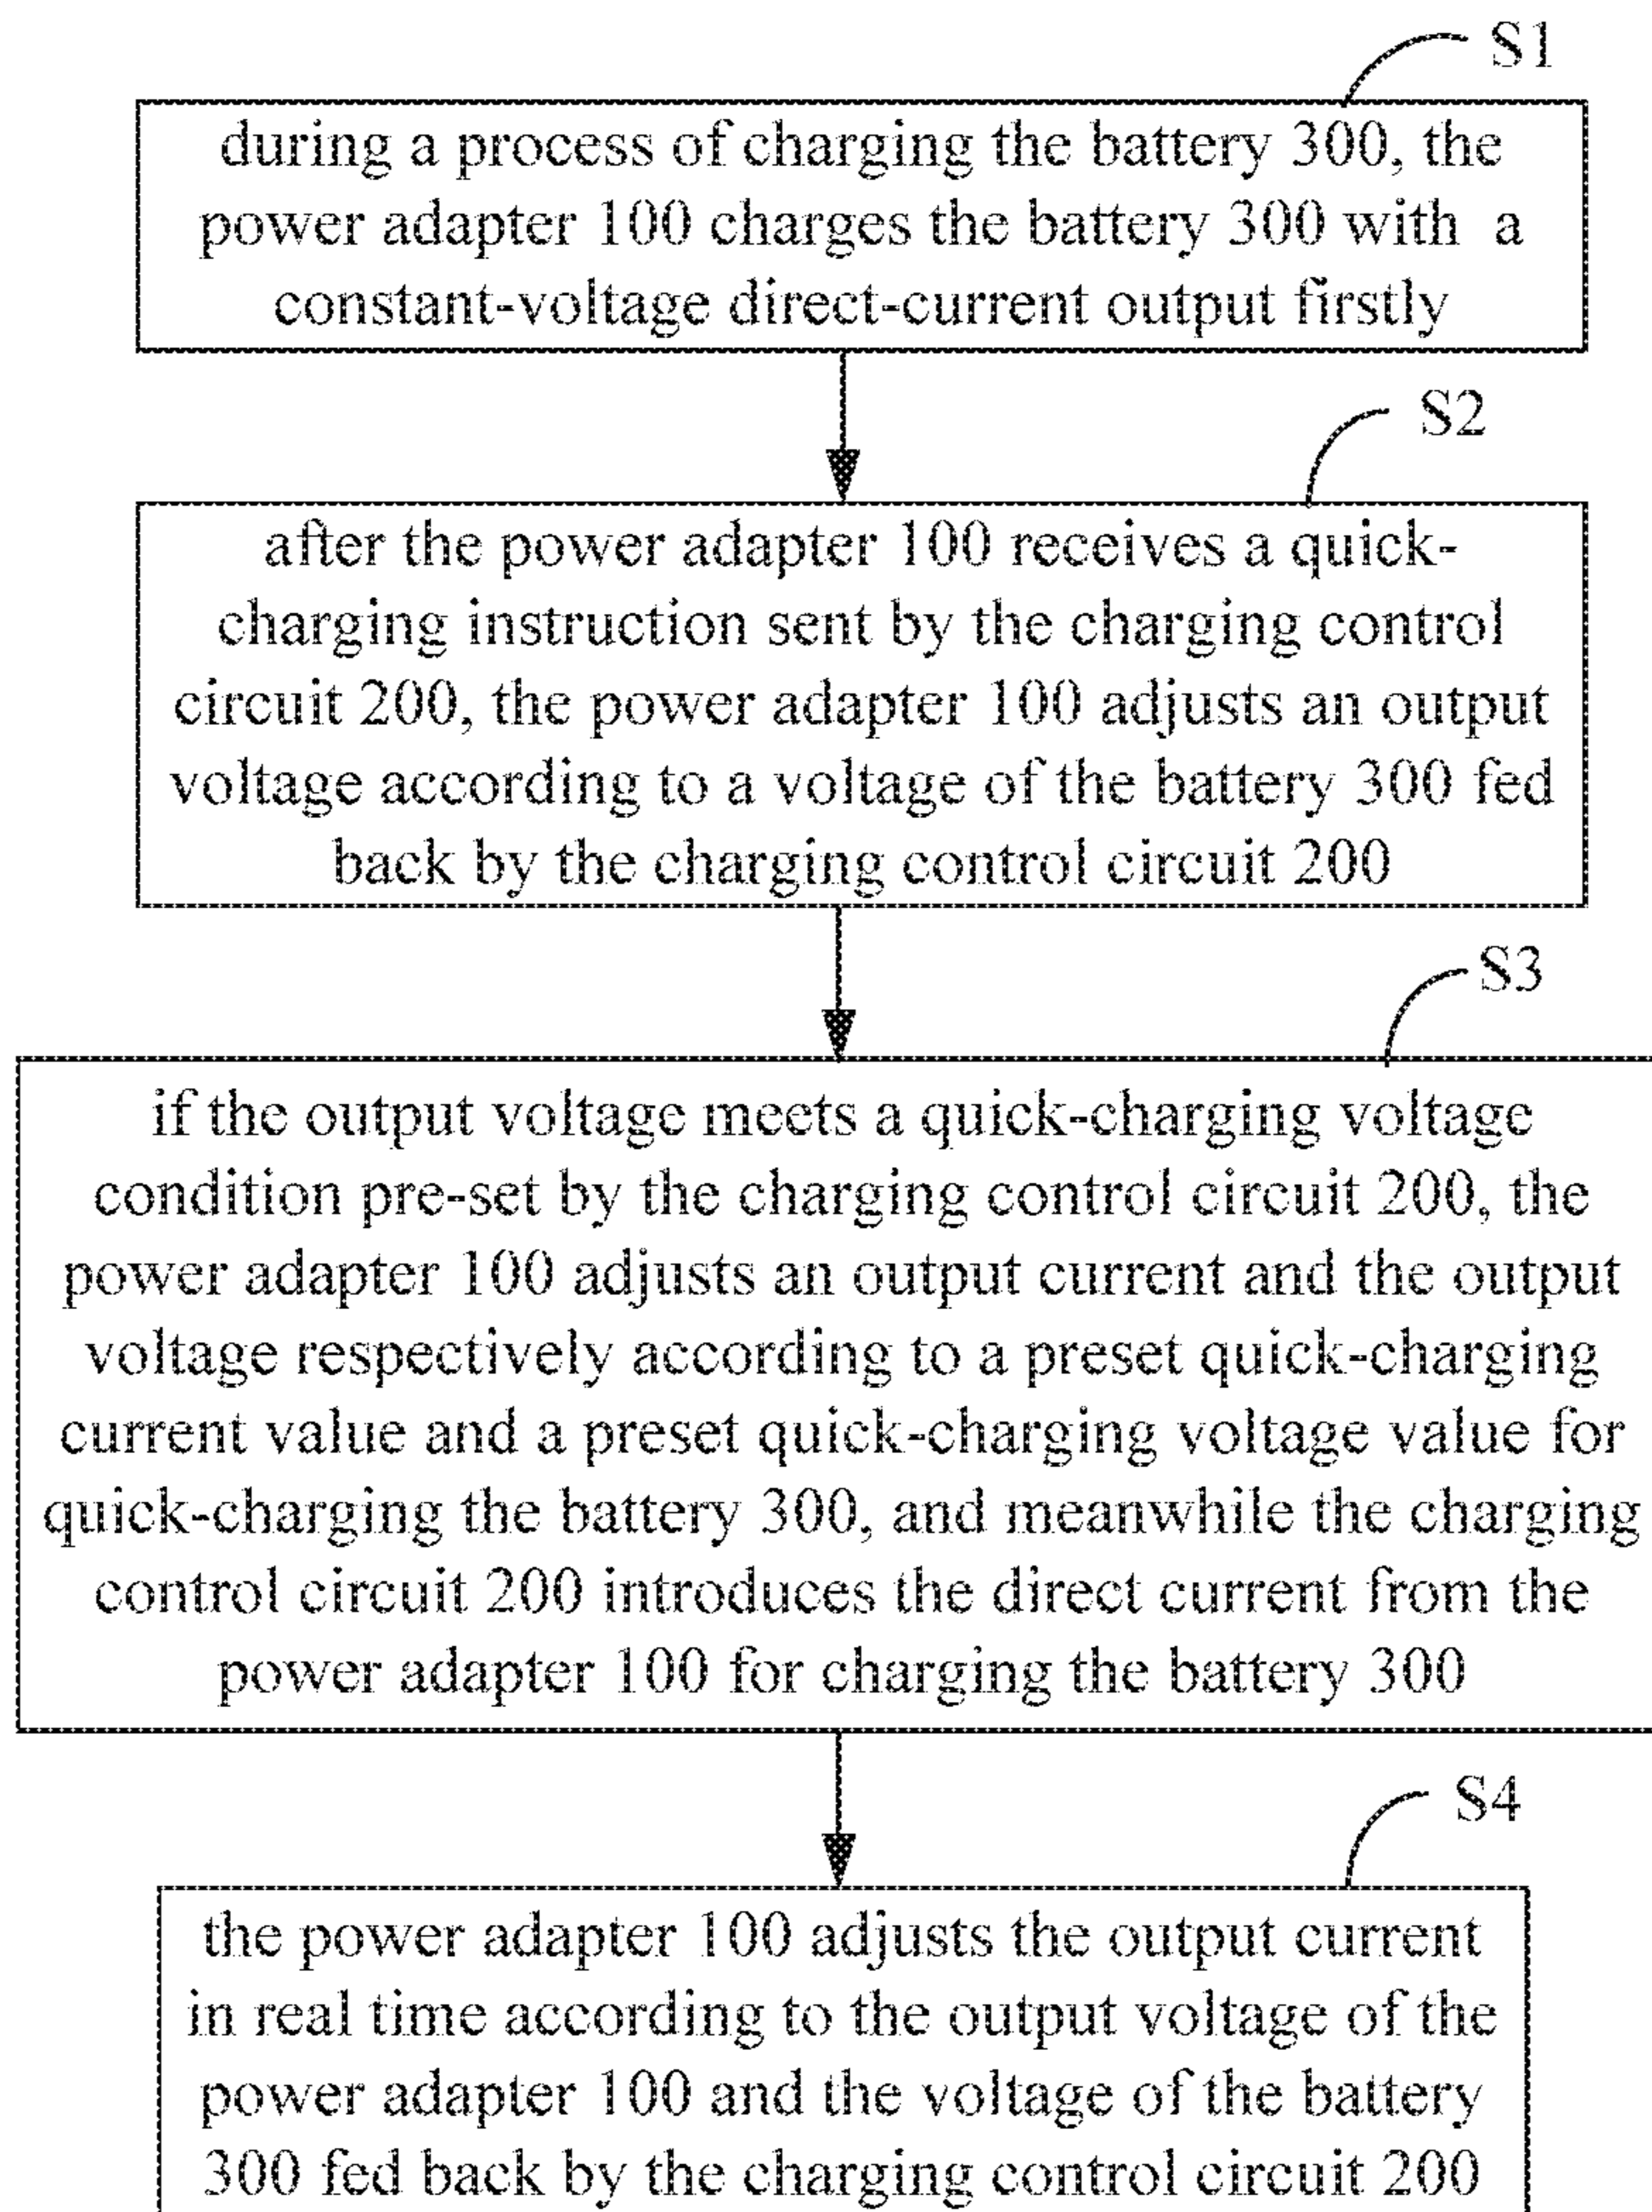 S1
during a process of charging the battery 300, the
power adapter 100 charges the battery 300 with a
constant-voltage direct-current output firstly
S2
after the power adapter 100 receives a quick-
charging instruction sent by the charging control
circuit 200, the power adapter 100 adjusts an output
voltage according to a voltage of the battery 300 fed
back by the charging control circuit 200
S3
if the output voltage meets a quick-charging voltage
condition pre-set by the charging control circuit 200, the
power adapter 100 adjusts an output current and the output
voltage respectively according to a preset quick-charging
current value and a preset quick-charging voltage value for
quick-charging the battery 300, and meanwhile the charging
control circuit 200 introduces the direct current from the
power adapter 100 for charging the battery 300
S4
the power adapter 100 adjusts the output current
in real time according to the output voltage of the
power adapter 100 and the voltage of the battery
300 fed back by the charging control circuit 200